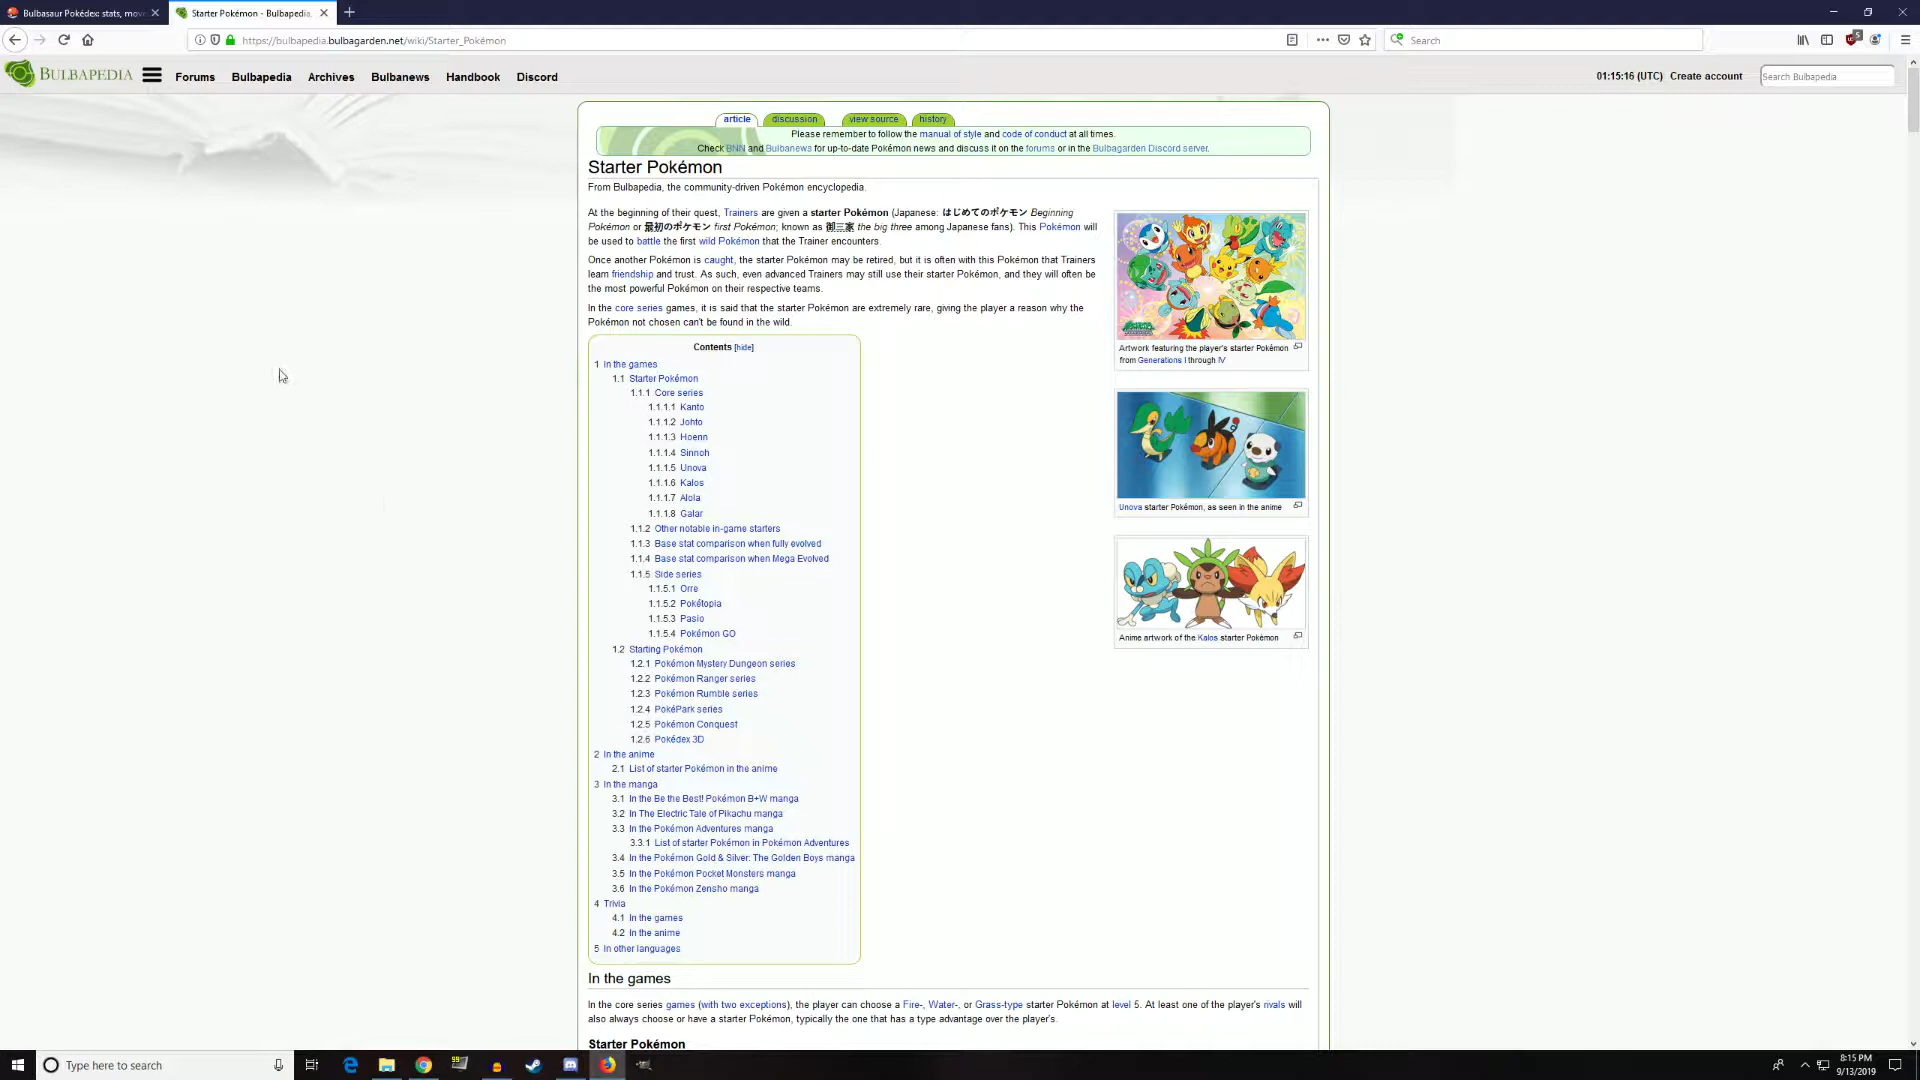 Bulbasaur Pokédex: stats, mov
Starter Pokémon - Bulbapedia,
https://bulbapedia.bulbagarden.net/wiki/Starter_Pokémon
Search
5
BULBAPEDIA
Forums
Bulbapedia
Archives
Bulbanews
Handbook
Discord
01:15:16 (UTC) Create account
Search Bulbapedia
article
discussion
view source
history
Please remember to follow the manual of style and code of conduct at all times.
Check BNN and Bulbanews for up-to-date Pokémon news and discuss it on the forums or in the Bulbagarden Discord server.
Starter Pokémon
From Bulbapedia, the community-driven Pokémon encyclopedia.
At the beginning of their quest, Trainers are given a starter Pokémon (Japanese: はじめてのポケモン Beginning
Pokémon or 最初のポケモン first Pokémon; known as 御三家 the big three among Japanese fans). This Pokémon will
be used to battle the first wild Pokémon that the Trainer encounters.
Once another Pokémon is caught, the starter Pokémon may be retired, but it is often with this Pokémon that Trainers
learn friendship and trust. As such, even advanced Trainers may still use their starter Pokémon, and they will often be
the most powerful Pokémon on their respective teams.
In the core series games, it is said that the starter Pokémon are extremely rare, giving the player a reason why the
Pokémon not chosen can't be found in the wild.
Artwork featuring the player's starter Pokémon
from Generations I through IV
Unova starter Pokémon, as seen in the anime
Anime artwork of the Kalos starter Pokémon
Contents [hide]
1 In the games
1.1 Starter Pokémon
1.1.1 Core series
1.1.1.1 Kanto
1.1.1.2 Johto
1.1.1.3 Hoenn
1.1.1.4 Sinnoh
1.1.1.5 Unova
1.1.1.6 Kalos
1.1.1.7 Alola
1.1.1.8 Galar
1.1.2 Other notable in-game starters
1.1.3 Base stat comparison when fully evolved
1.1.4 Base stat comparison when Mega Evolved
1.1.5 Side series
1.1.5.1 Orre
1.1.5.2 Pokétopia
1.1.5.3 Pasio
1.1.5.4 Pokémon GO
1.2 Starting Pokémon
1.2.1 Pokémon Mystery Dungeon series
1.2.2 Pokémon Ranger series
1.2.3 Pokémon Rumble series
1.2.4 PokéPark series
1.2.5 Pokémon Conquest
1.2.6 Pokédex 3D
2 In the anime
2.1 List of starter Pokémon in the anime
3 In the manga
3.1 In the Be the Best! Pokémon B+W manga
3.2 In The Electric Tale of Pikachu manga
3.3 In the Pokémon Adventures manga
3.3.1 List of starter Pokémon in Pokémon Adventures
3.4 In the Pokémon Gold & Silver: The Golden Boys manga
3.5 In the Pokémon Pocket Monsters manga
3.6 In the Pokémon Zensho manga
4 Trivia
4.1 In the games
4.2 In the anime
5 In other languages
In the games
In the core series games (with two exceptions), the player can choose a Fire-, Water-, or Grass-type starter Pokémon at level 5. At least one of the player's rivals will
also always choose or have a starter Pokémon, typically the one that has a type advantage over the player's.
Starter Pokémon
Type here to search
8:15 PM
9/13/2019